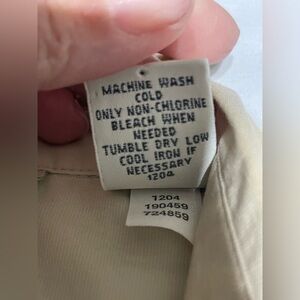 MACHINE WASH
COLD
ONLY NON-CHLORINE
BLEACH WHEN
NEEDED
TUMBLE DRY LOW
COOL IRON IF
NECESSARY
1204
1204
190459
724859